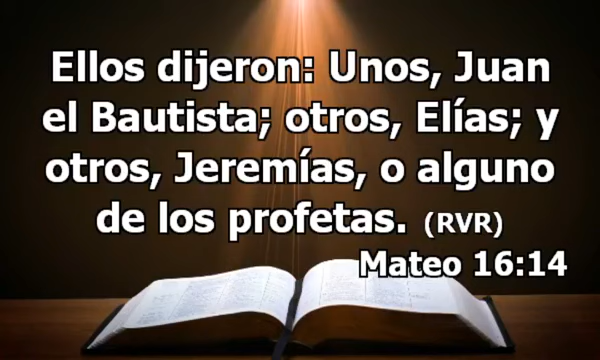 Ellos dijeron: Unos, Juan
el Bautista; otros, Elías; y
otros, Jeremías, o alguno
de los profetas. (RVR)
Mateo 16:14